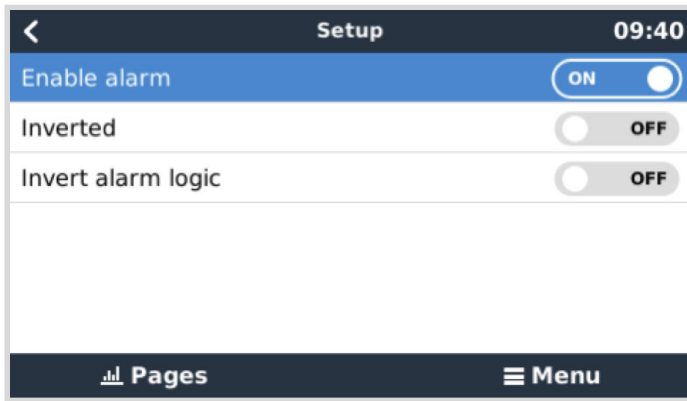 Setup 09:40
Enable alarm ON
Inverted OFF
Invert alarm logic OFF
Pages Menu